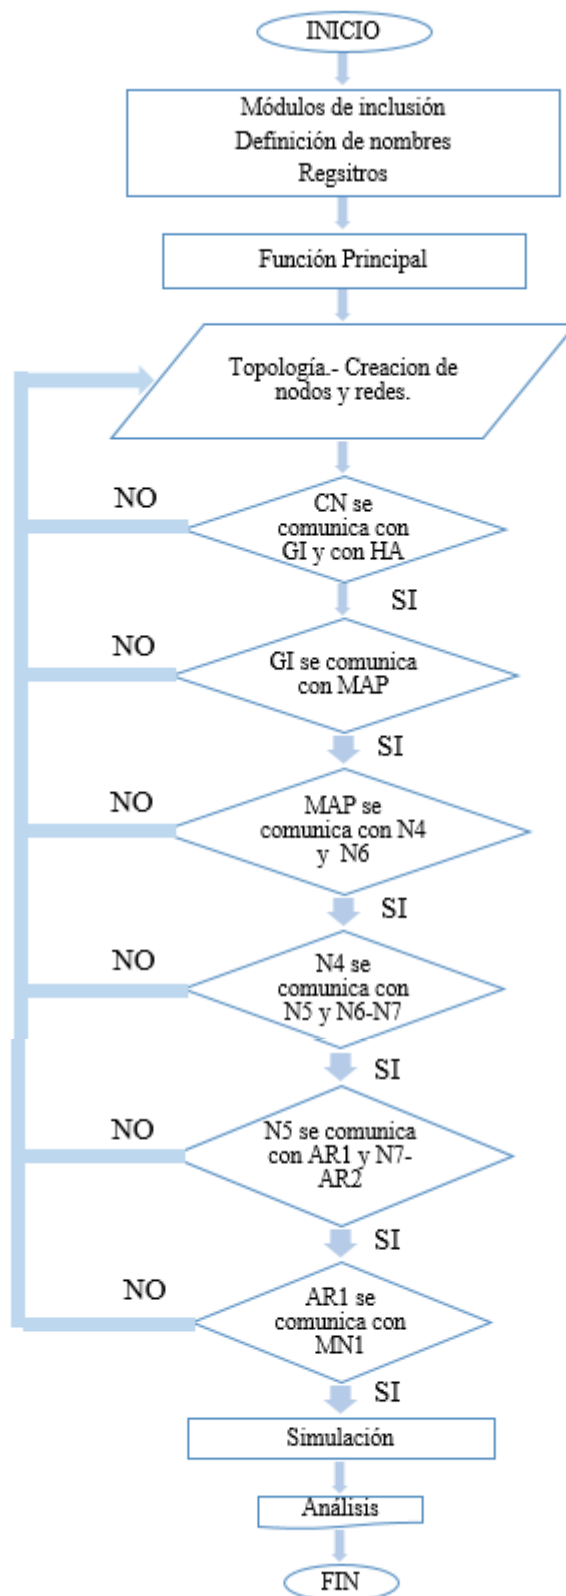 INICIO
Módulos de inclusión
Definición de nombres
Regsitros
Función Principal
Topología.- Creacion de
nodos y redes.
NO
CN se
comunica con
GI y con HA
SI
NO
GI se comunica
con MAP
SI
NO
MAP se
comunica con N4
y N6
SI
NO
N4 se
comunica con
N5 y N6-N7
SI
NO
N5 se comunica
con AR1 y N7-
AR2
SI
NO
AR1 se
comunica con
MN1
SI
Simulación
Análisis
FIN